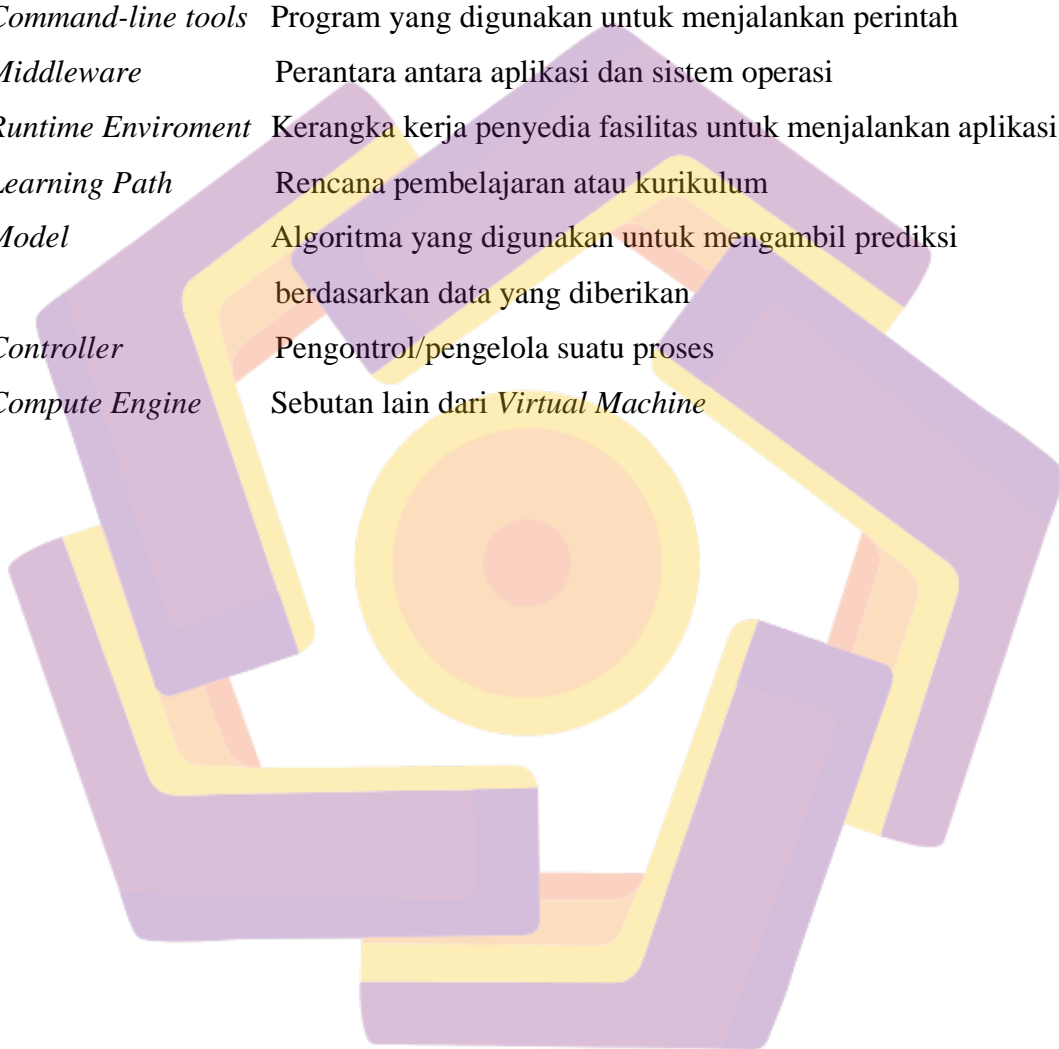 Command-line tools Program yang digunakan untuk menjalankan perintah
Middleware Perantara antara aplikasi dan sistem operasi
Runtime Enviroment Kerangka kerja penyedia fasilitas untuk menjalankan aplikasi
Learning Path Rencana pembelajaran atau kurikulum
Model Algoritma yang digunakan untuk mengambil prediksi
berdasarkan data yang diberikan
Controller Pengontrol/pengelola suatu proses
Compute Engine Sebutan lain dari Virtual Machine